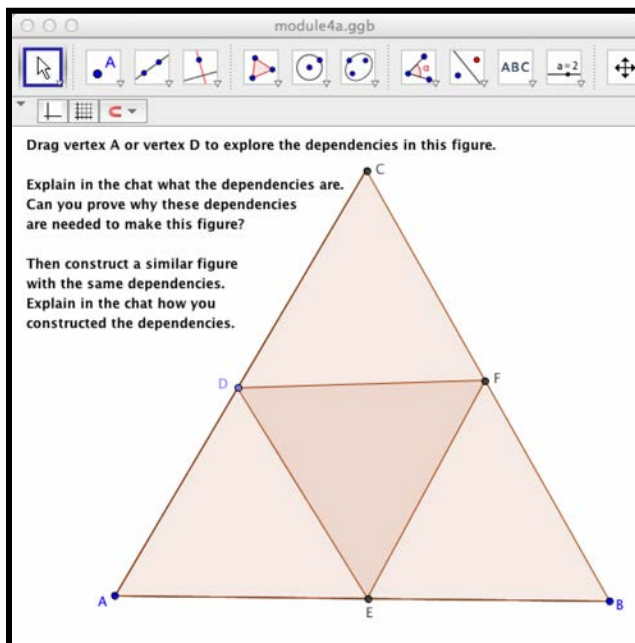 module4a.ggb
A
α
ABC
a=2
Drag vertex A or vertex D to explore the dependencies in this figure.
C
Explain in the chat what the dependencies are.
Can you prove why these dependencies
are needed to make this figure?
Then construct a similar figure
with the same dependencies.
Explain in the chat how you
constructed the dependencies.
D
F
A
E
B